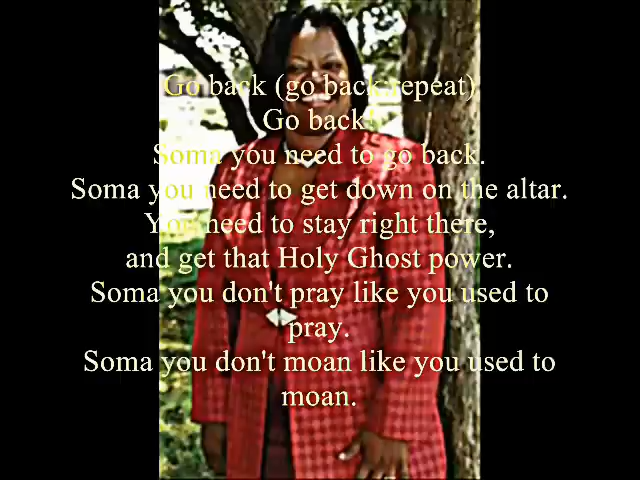 Go back (go back:repeat)
Go back!
Soma you need to go back.
Soma you need to get down on the altar.
You need to stay right there,
and get that Holy Ghost power.
Soma you don't pray like you used to
pray.
Soma you don't moan like you used to
moan.